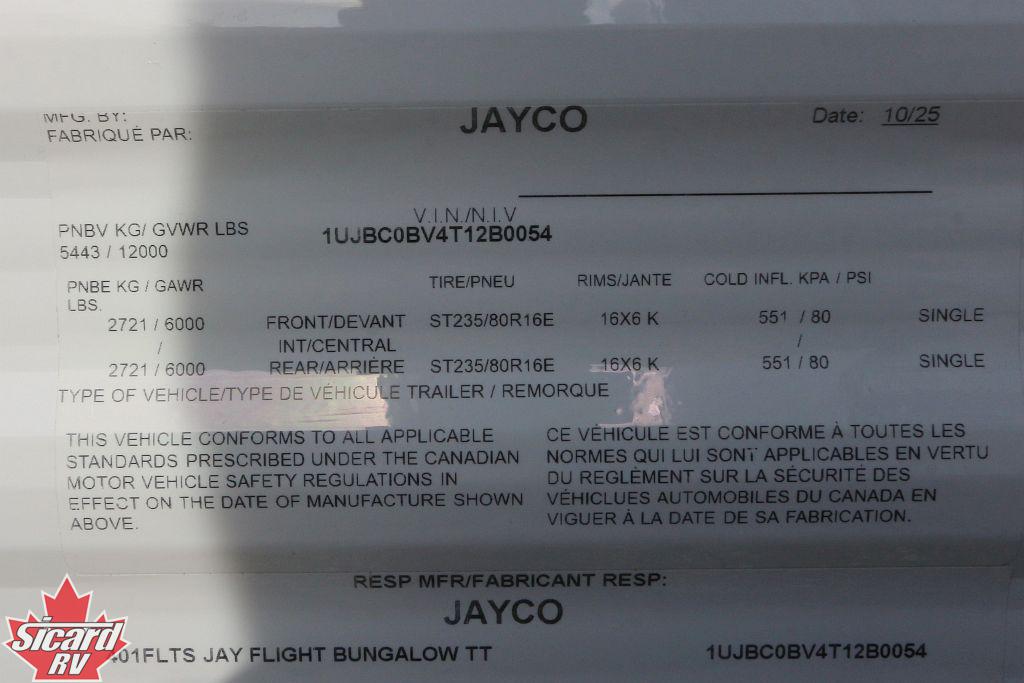 MFG. BY: JAYCO Date: 10/25
FABRIQUÉ PAR:
V.I.N./N.I.V
PNBV KG/ GVWR LBS 1UJBC0BV4T12B0054
5443 / 12000
PNBE KG / GAWR TIRE/PNEU RIMS/JANTE COLD INFL. KPA / PSI
LBS.
2721 / 6000 FRONT/DEVANT ST235/80R16E 16X6 K 551 / 80 SINGLE
/ INT/CENTRAL /
2721 / 6000 REAR/ARRIÈRE ST235/80R16E 16X6 K 551 / 80 SINGLE
TYPE OF VEHICLE/TYPE DE VÉHICULE TRAILER / REMORQUE
THIS VEHICLE CONFORMS TO ALL APPLICABLE
STANDARDS PRESCRIBED UNDER THE CANADIAN
MOTOR VEHICLE SAFETY REGULATIONS IN
EFFECT ON THE DATE OF MANUFACTURE SHOWN
ABOVE.
CE VÉHICULE EST CONFORME À TOUTES LES
NORMES QUI LUI SONT APPLICABLES EN VERTU
DU REGLÈMENT SUR LA SÉCURITÉ DES
VÉHICLUES AUTOMOBILES DU CANADA EN
VIGUER À LA DATE DE SA FABRICATION.
RESP MFR/FABRICANT RESP:
JAYCO
401FLTS JAY FLIGHT BUNGALOW TT 1UJBC0BV4T12B0054
Sicard
RV